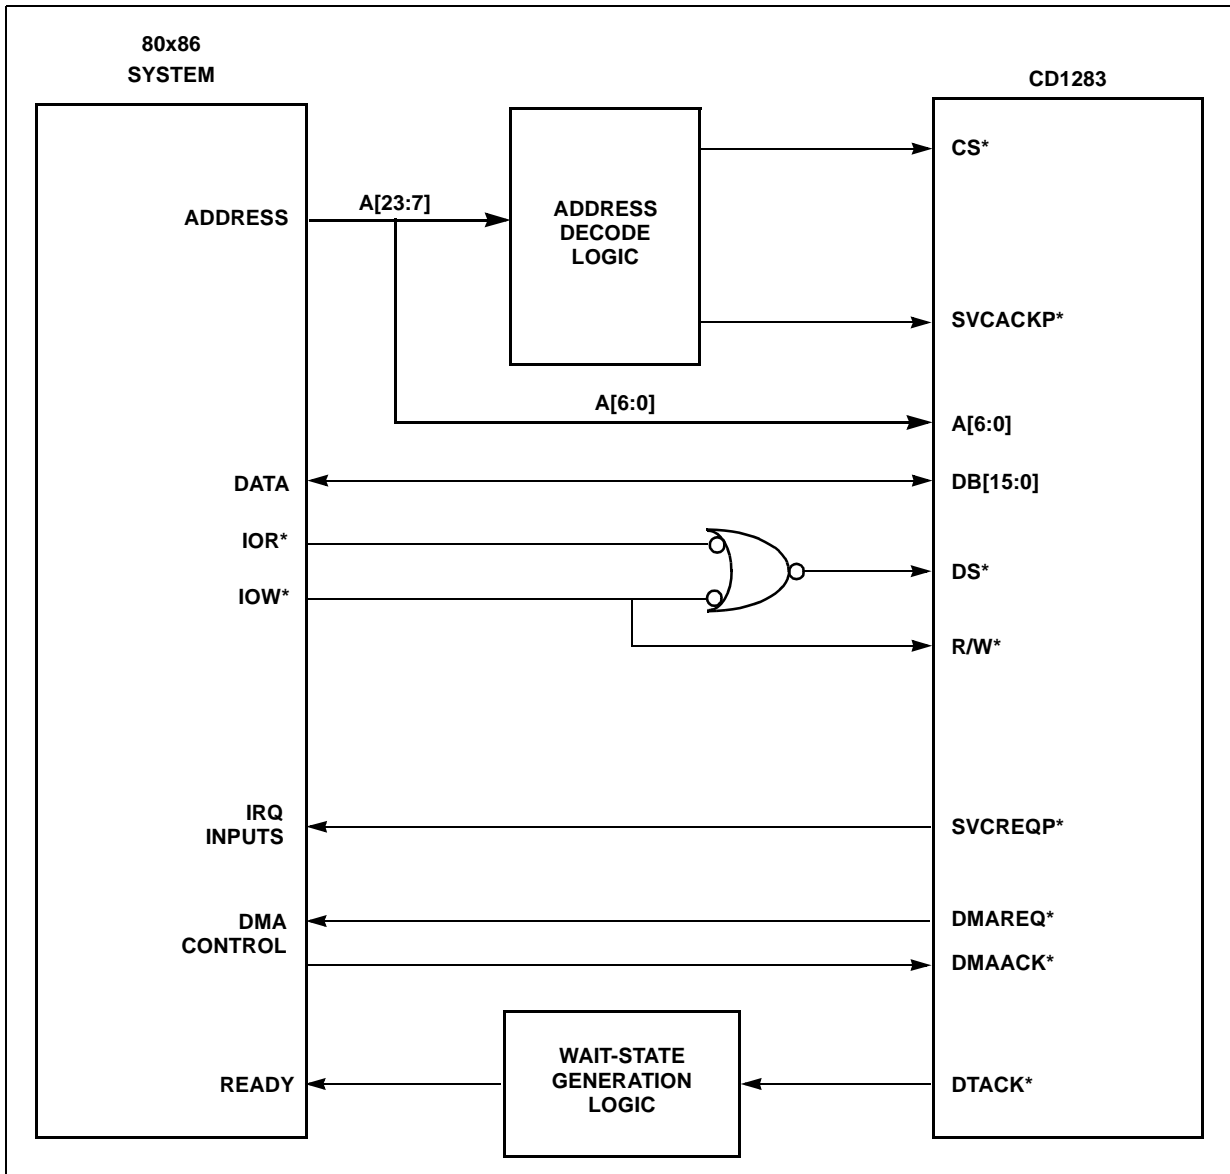 80x86
SYSTEM
CD1283
ADDRESS
A[23:7]
ADDRESS
DECODE
LOGIC
CS*
SVCACKP*
A[6:0]
A[6:0]
DATA
DB[15:0]
IOR*
IOW*
DS*
R/W*
IRQ
INPUTS
SVCREQP*
DMA
CONTROL
DMAREQ*
DMAACK*
READY
WAIT-STATE
GENERATION
LOGIC
DTACK*